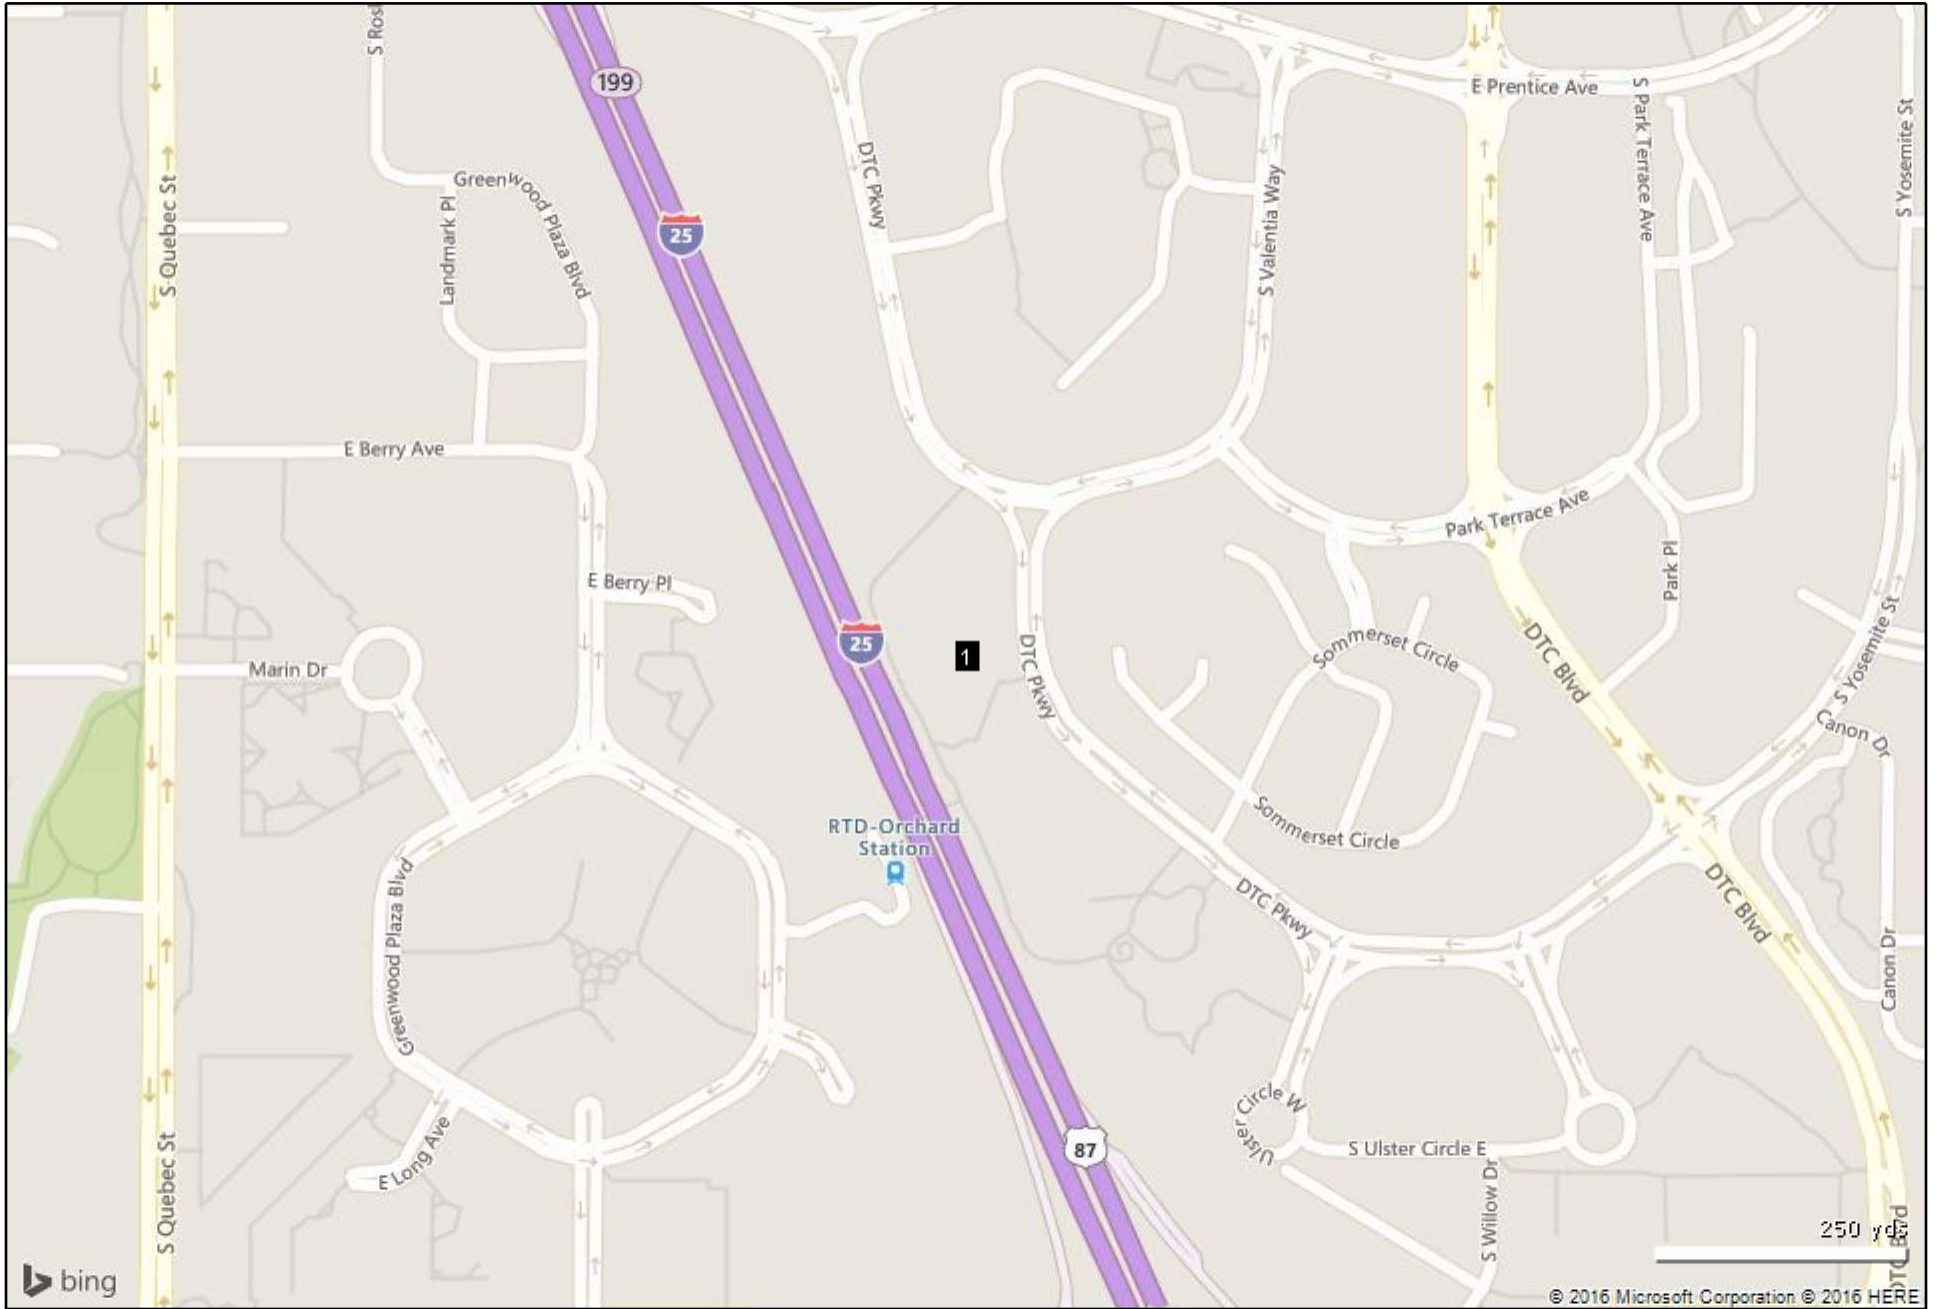 S Rosl
199
E Prentice Ave
S Park Terrace Ave
S Yosemite St
DTC Pkwy
S Quebec St
Greenwood Plaza Blvd
Landmark Pl
25
S Valentia Way
E Berry Ave
Park Terrace Ave
E Berry Pl
Park Pl
25
1
DTC Pkwy
Sommerset Circle
DTC Blvd
S Yosemite St
Marin Dr
Canon Dr
RTD-Orchard
Station
Sommerset Circle
Greenwood Plaza Blvd
DTC Pkwy
DTC Blvd
Canon Dr
Ulster Circle W
87
E Long Ave
S Ulster Circle E
S Quebec St
S Willow Dr
250 yds
DTC Blvd
bing
© 2016 Microsoft Corporation © 2016 HERE